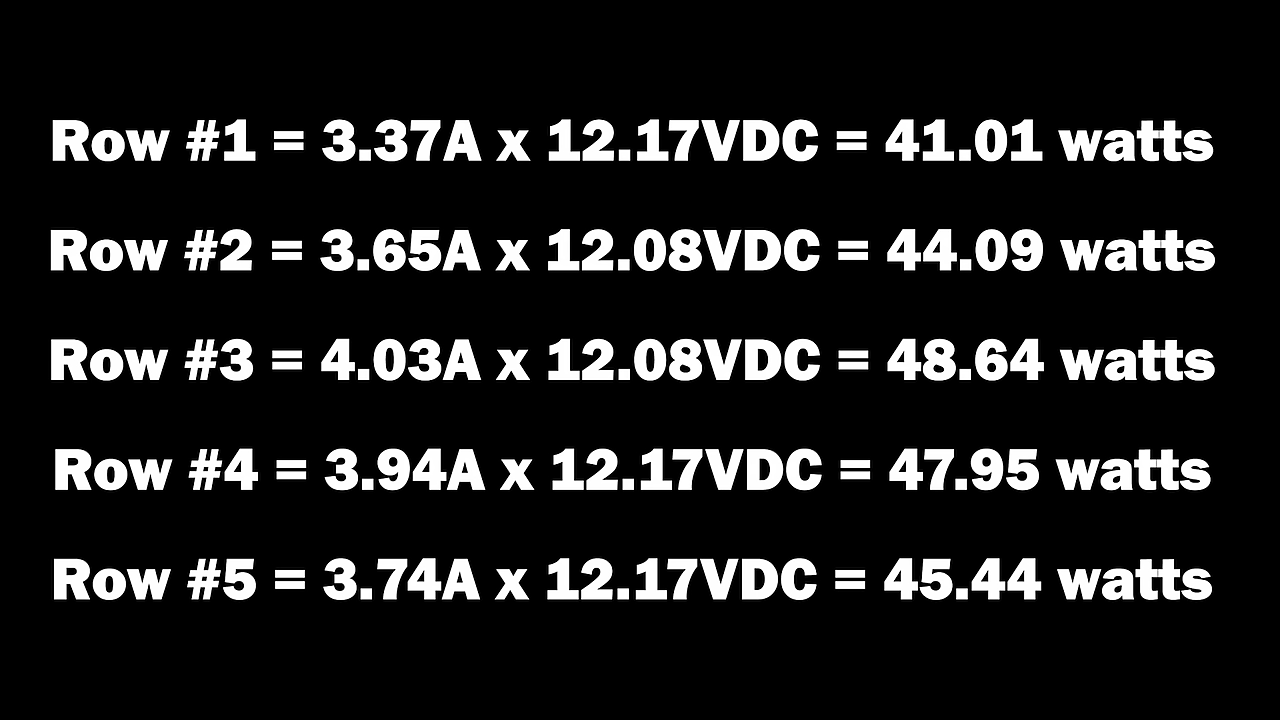 Row #1 = 3.37A x 12.17VDC = 41.01 watts
Row #2 = 3.65A x 12.08VDC = 44.09 watts
Row #3 = 4.03A x 12.08VDC = 48.64 watts
Row #4 = 3.94A x 12.17VDC = 47.95 watts
Row #5 = 3.74A x 12.17VDC = 45.44 watts